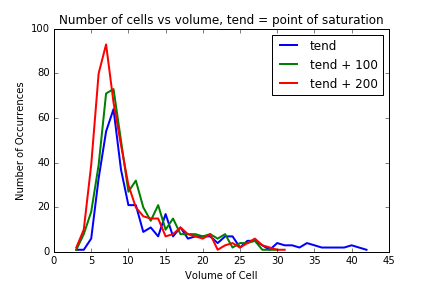 Number of cells vs volume, tend = point of saturation
100
80
60
40
20
0
Number of Occurrences
tend
tend + 100
tend + 200
0 5 10 15 20 25 30 35 40 45
Volume of Cell